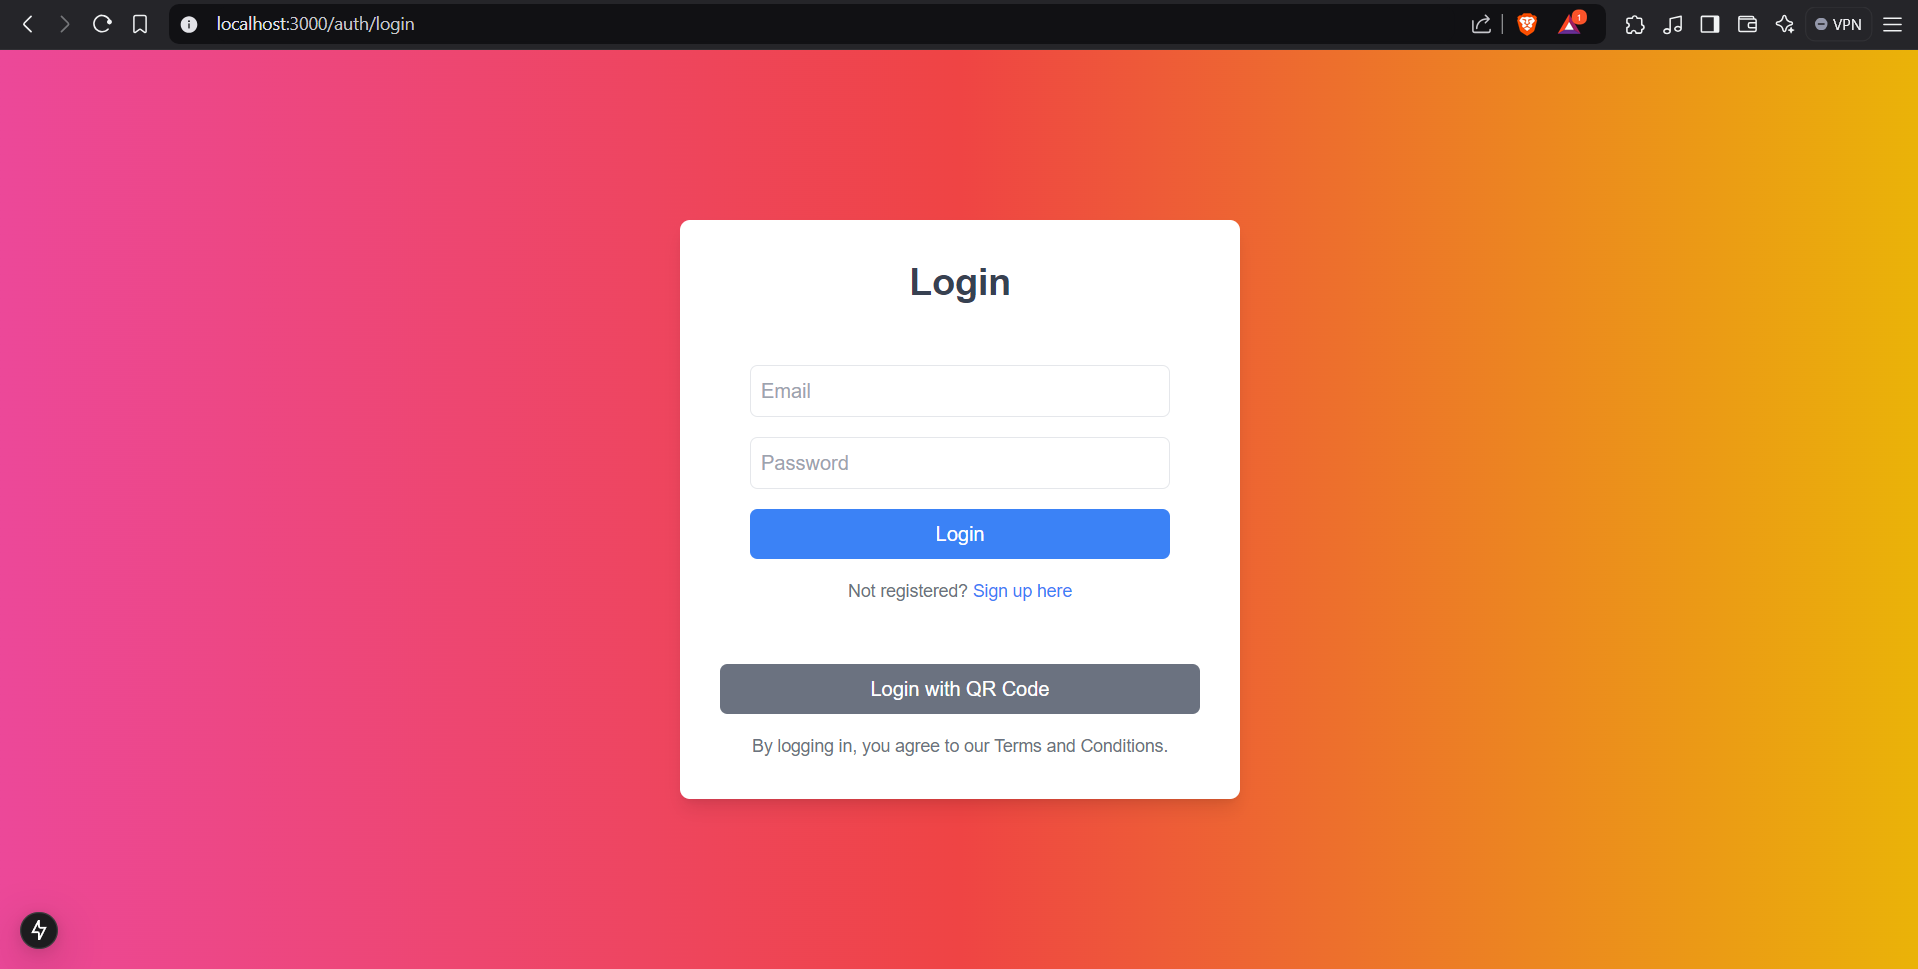 localhost:3000/auth/login
1
VPN
Login
Email
Password
Login
Not registered? Sign up here
Login with QR Code
By logging in, you agree to our Terms and Conditions.